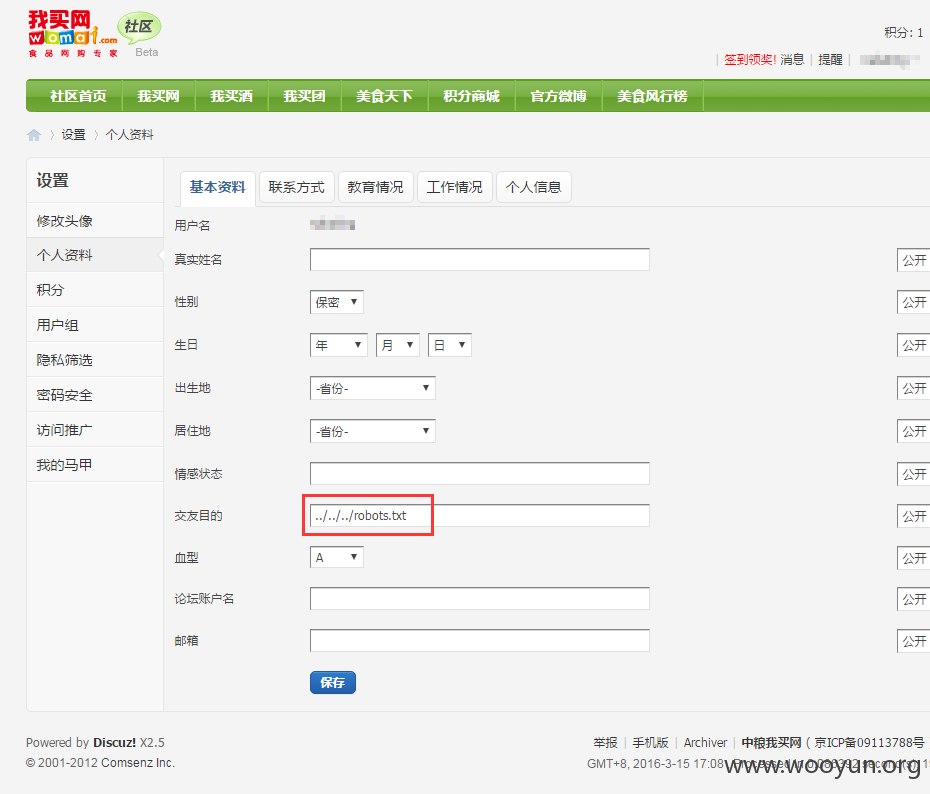 我买网
womai.com
食品网购专家
社区
Beta
积分: 1
签到领奖! 消息 | 提醒 |
社区首页 我买网 我买酒 我买团 美食天下 积分商城 官方微博 美食风行榜
设置 〉 个人资料
设置
修改头像
个人资料
积分
用户组
隐私筛选
密码安全
访问推广
我的马甲
基本资料 联系方式 教育情况 工作情况 个人信息
用户名
真实姓名 公开
性别 保密 公开
生日 年 月 日 公开
出生地 -省份- 公开
居住地 -省份- 公开
情感状态 公开
交友目的 ../../../robots.txt 公开
血型 A 公开
论坛账户名 公开
邮箱 公开
保存
Powered by Discuz! X2.5
© 2001-2012 Comsenz Inc.
举报 | 手机版 | Archiver | 中粮我买网 ( 京ICP备09113788号
GMT+8, 2016-3-15 17:08
www.wooyun.org